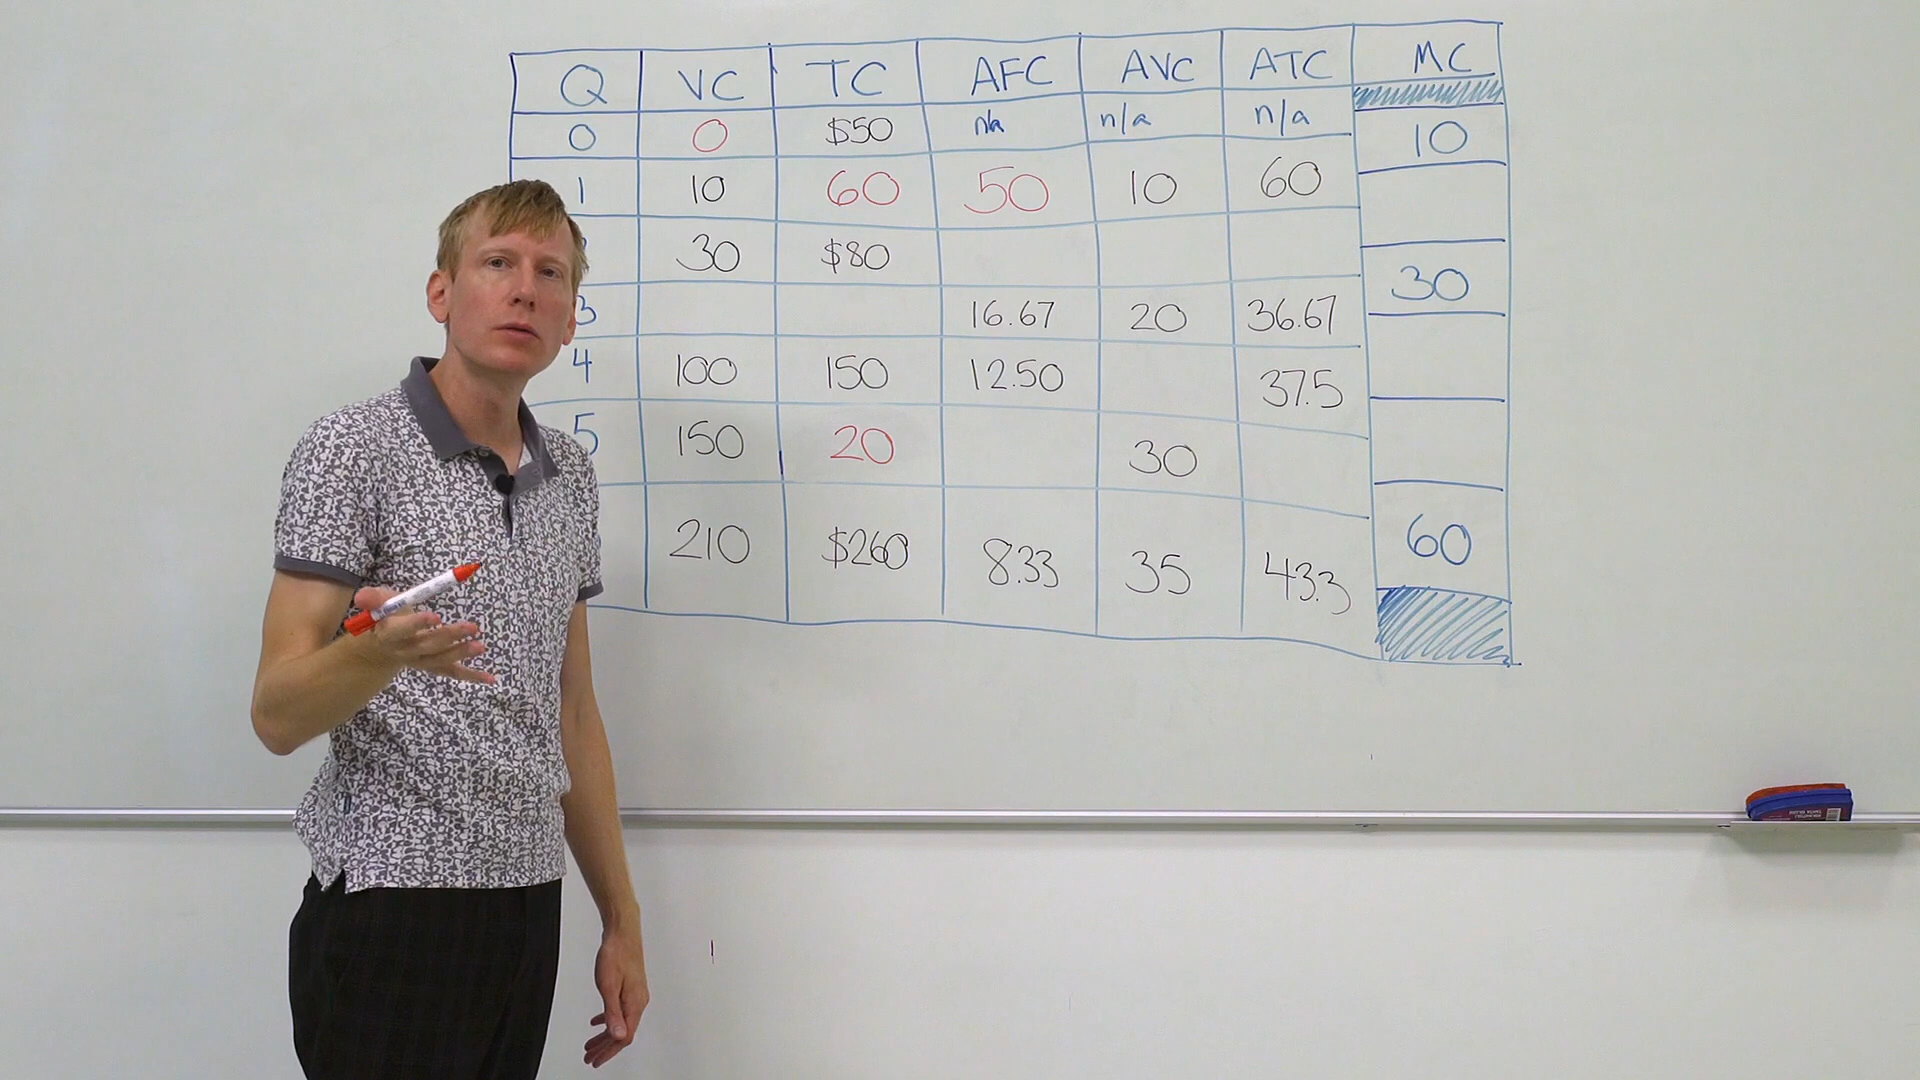 Q VC TC AFC AVC ATC MC
0 0 $50 n/a n/a n/a
10
1 10 60 50 10 60
30 $80
30
3 16.67 20 36.67
4 100 150 12.50 37.5
5 150 20 30
210 $260 8.33 35 43.3
60